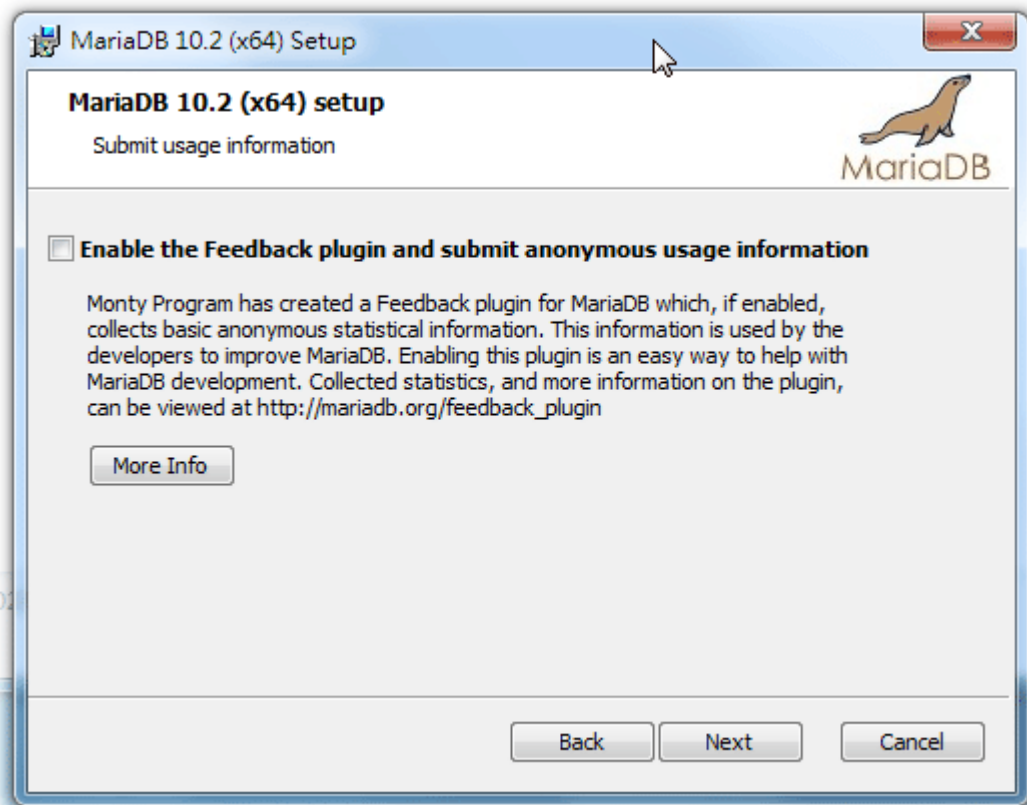 MariaDB 10.2 (x64) Setup
X
MariaDB 10.2 (x64) setup
Submit usage information
MariaDB
Enable the Feedback plugin and submit anonymous usage information
Monty Program has created a Feedback plugin for MariaDB which, if enabled,
collects basic anonymous statistical information. This information is used by the
developers to improve MariaDB. Enabling this plugin is an easy way to help with
MariaDB development. Collected statistics, and more information on the plugin,
can be viewed at http://mariadb.org/feedback_plugin
More Info
Back Next Cancel